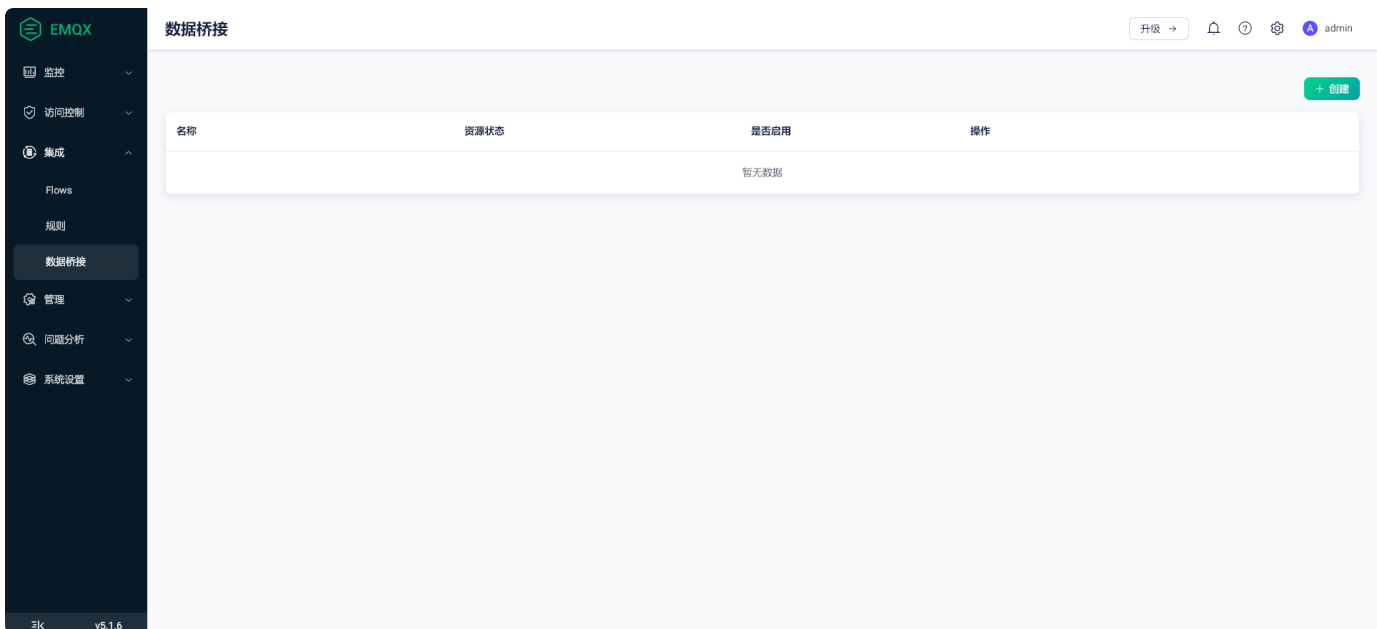 EMQX
数据桥接
升级 →
A admin
监控
访问控制
集成
Flows
规则
数据桥接
管理
问题分析
系统设置
v5.1.6
+ 创建
名称 资源状态 是否启用 操作
暂无数据